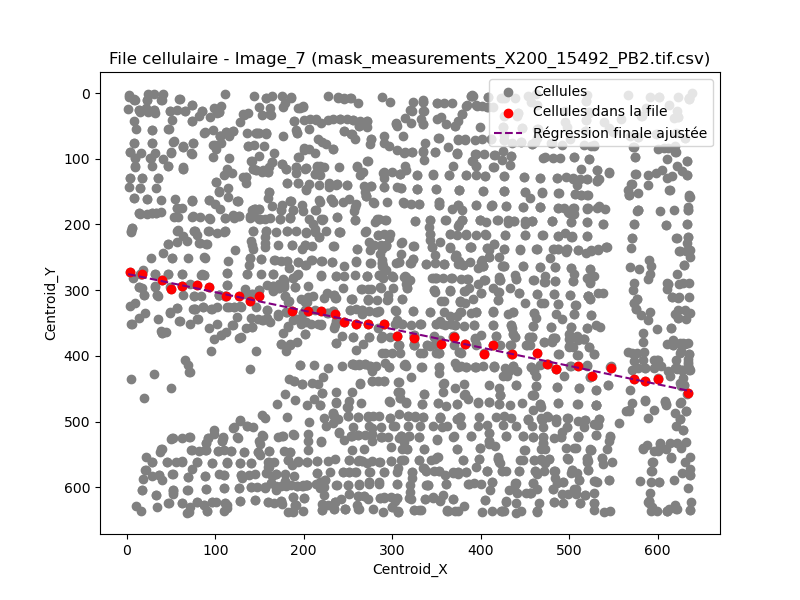 File cellulaire - Image_7 (mask_measurements_X200_15492_PB2.tif.csv)
Cellules
Cellules dans la file
Régression finale ajustée
Centroid_Y
0
100
200
300
400
500
600
0 100 200 300 400 500 600
Centroid_X